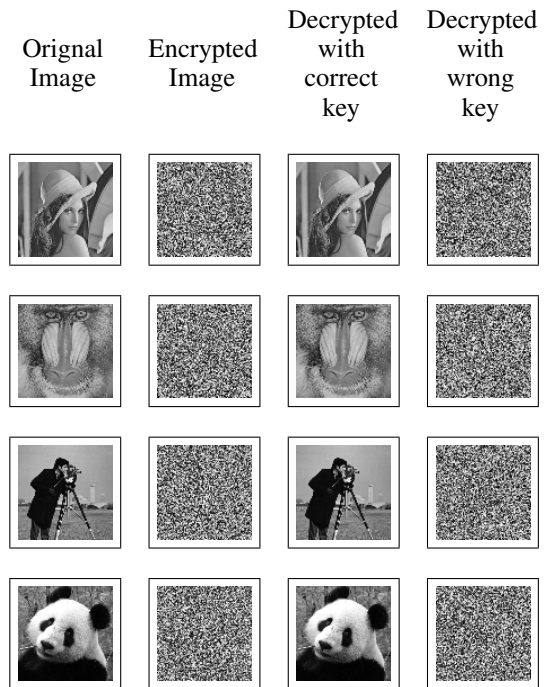 Orignal
Image
Encrypted
Image
Decrypted
with
correct
key
Decrypted
with
wrong
key